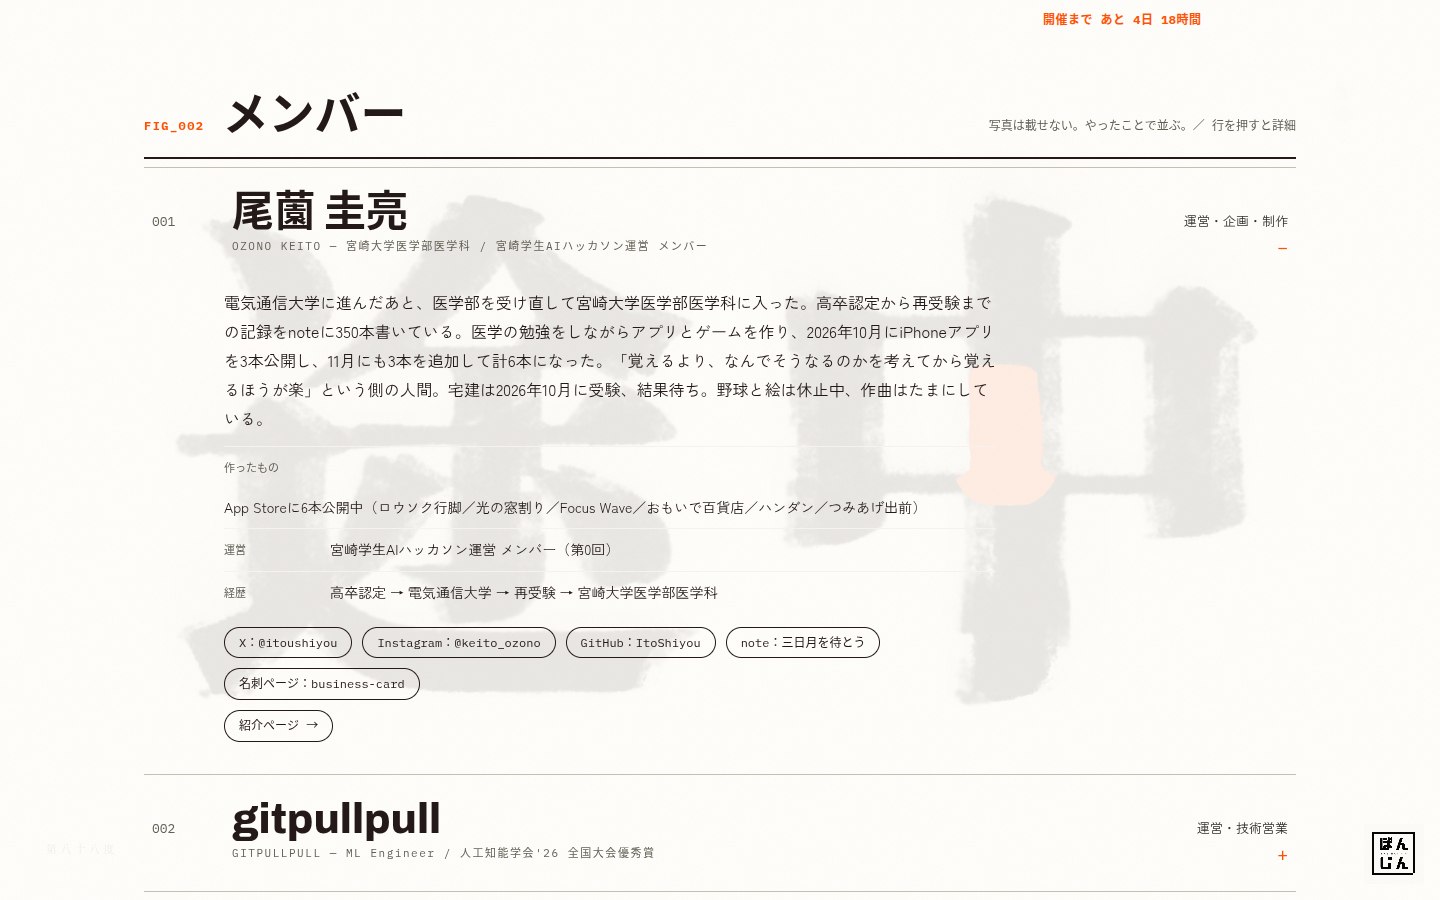 開催まで あと 4日 18時間
FIG_002 メンバー
写真は載せない。やったことで並ぶ。／ 行を押すと詳細
途中
001
尾薗 圭亮
運営・企画・制作
OZONO KEITO — 宮崎大学医学部医学科 / 宮崎学生AIハッカソン運営 メンバー
−
電気通信大学に進んだあと、医学部を受け直して宮崎大学医学部医学科に入った。高卒認定から再受験まで
の記録をnoteに350本書いている。医学の勉強をしながらアプリとゲームを作り、2026年10月にiPhoneアプリ
を3本公開し、11月にも3本を追加して計6本になった。「覚えるより、なんでそうなるのかを考えてから覚え
るほうが楽」という側の人間。宅建は2026年10月に受験、結果待ち。野球と絵は休止中、作曲はたまにして
いる。
作ったもの
App Storeに6本公開中（ロウソク行脚／光の窓割り／Focus Wave／おもいで百貨店／ハンダン／つみあげ出前）
運営 宮崎学生AIハッカソン運営 メンバー（第0回）
経歴 高卒認定 → 電気通信大学 → 再受験 → 宮崎大学医学部医学科
X：@itoushiyou Instagram：@keito_ozono GitHub：ItoShiyou note：三日月を待とう
名刺ページ：business-card
紹介ページ →
002
gitpullpull
運営・技術営業
GITPULLPULL — ML Engineer / 人工知能学会'26 全国大会優秀賞
+
第八十八度
ぼん
じん